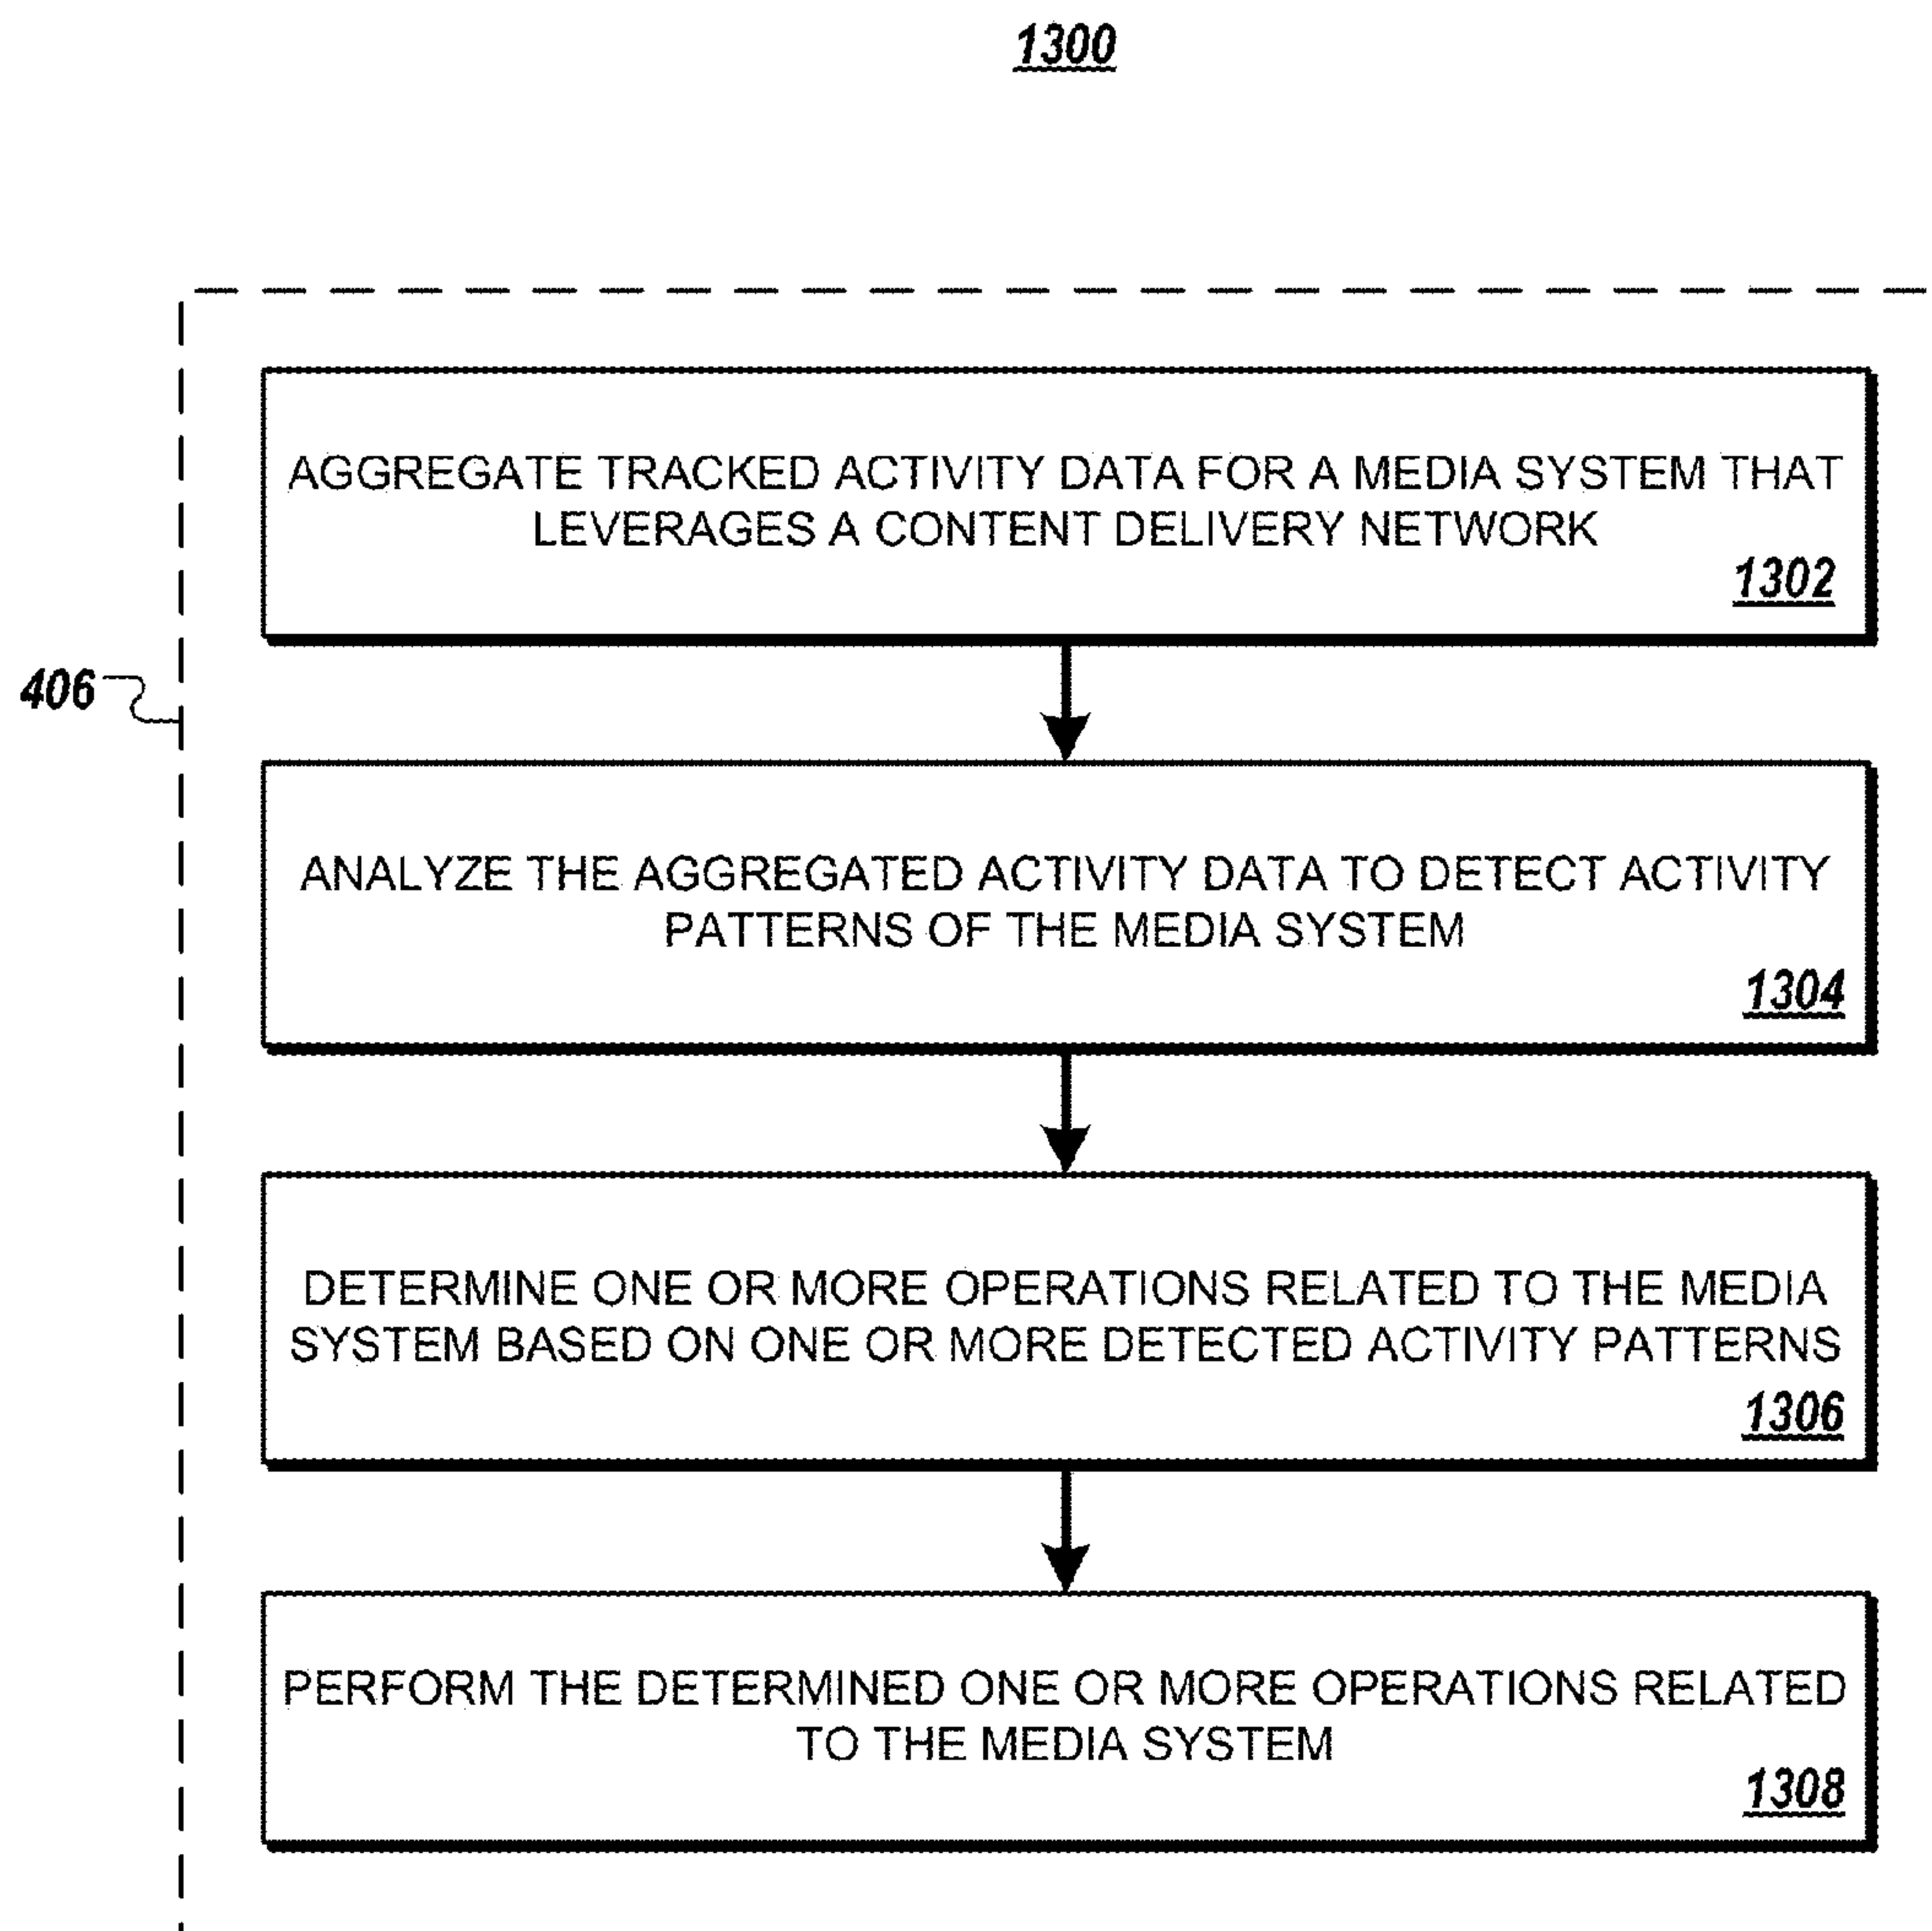 1300
AGGREGATE TRACKED ACTIVITY DATA FOR A MEDIA SYSTEM THAT
LEVERAGES A CONTENT DELIVERY NETWORK
1302
406
ANALYZE THE AGGREGATED ACTIVITY DATA TO DETECT ACTIVITY
PATTERNS OF THE MEDIA SYSTEM
1304
DETERMINE ONE OR MORE OPERATIONS RELATED TO THE MEDIA
SYSTEM BASED ON ONE OR MORE DETECTED ACTIVITY PATTERNS
1306
PERFORM THE DETERMINED ONE OR MORE OPERATIONS RELATED
TO THE MEDIA SYSTEM
1308